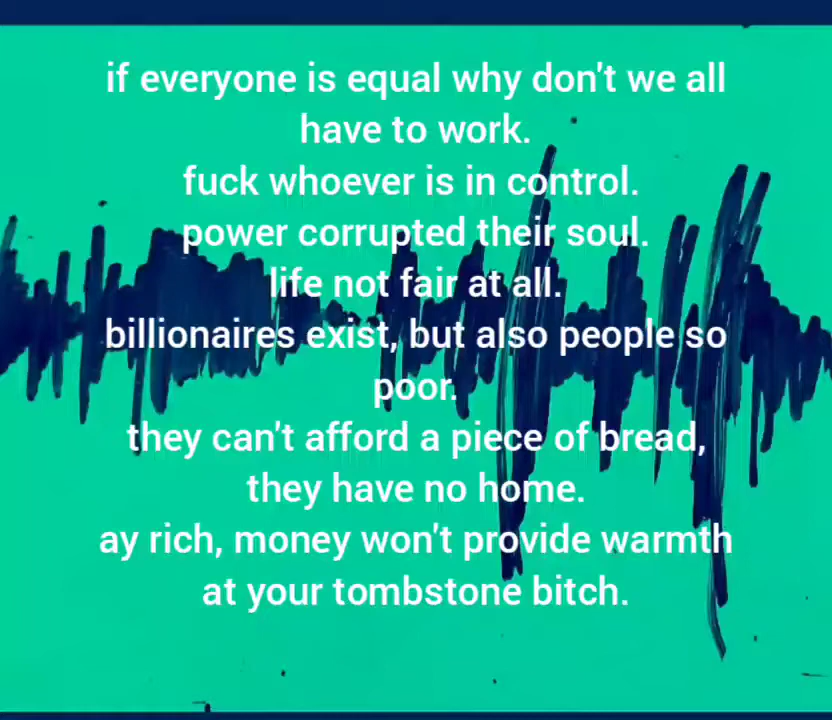 if everyone is equal why don't we all
have to work.
fuck whoever is in control.
power corrupted their soul.
life not fair at all.
billionaires exist, but also people so
poor.
they can't afford a piece of bread,
they have no home.
ay rich, money won't provide warmth
at your tombstone bitch.